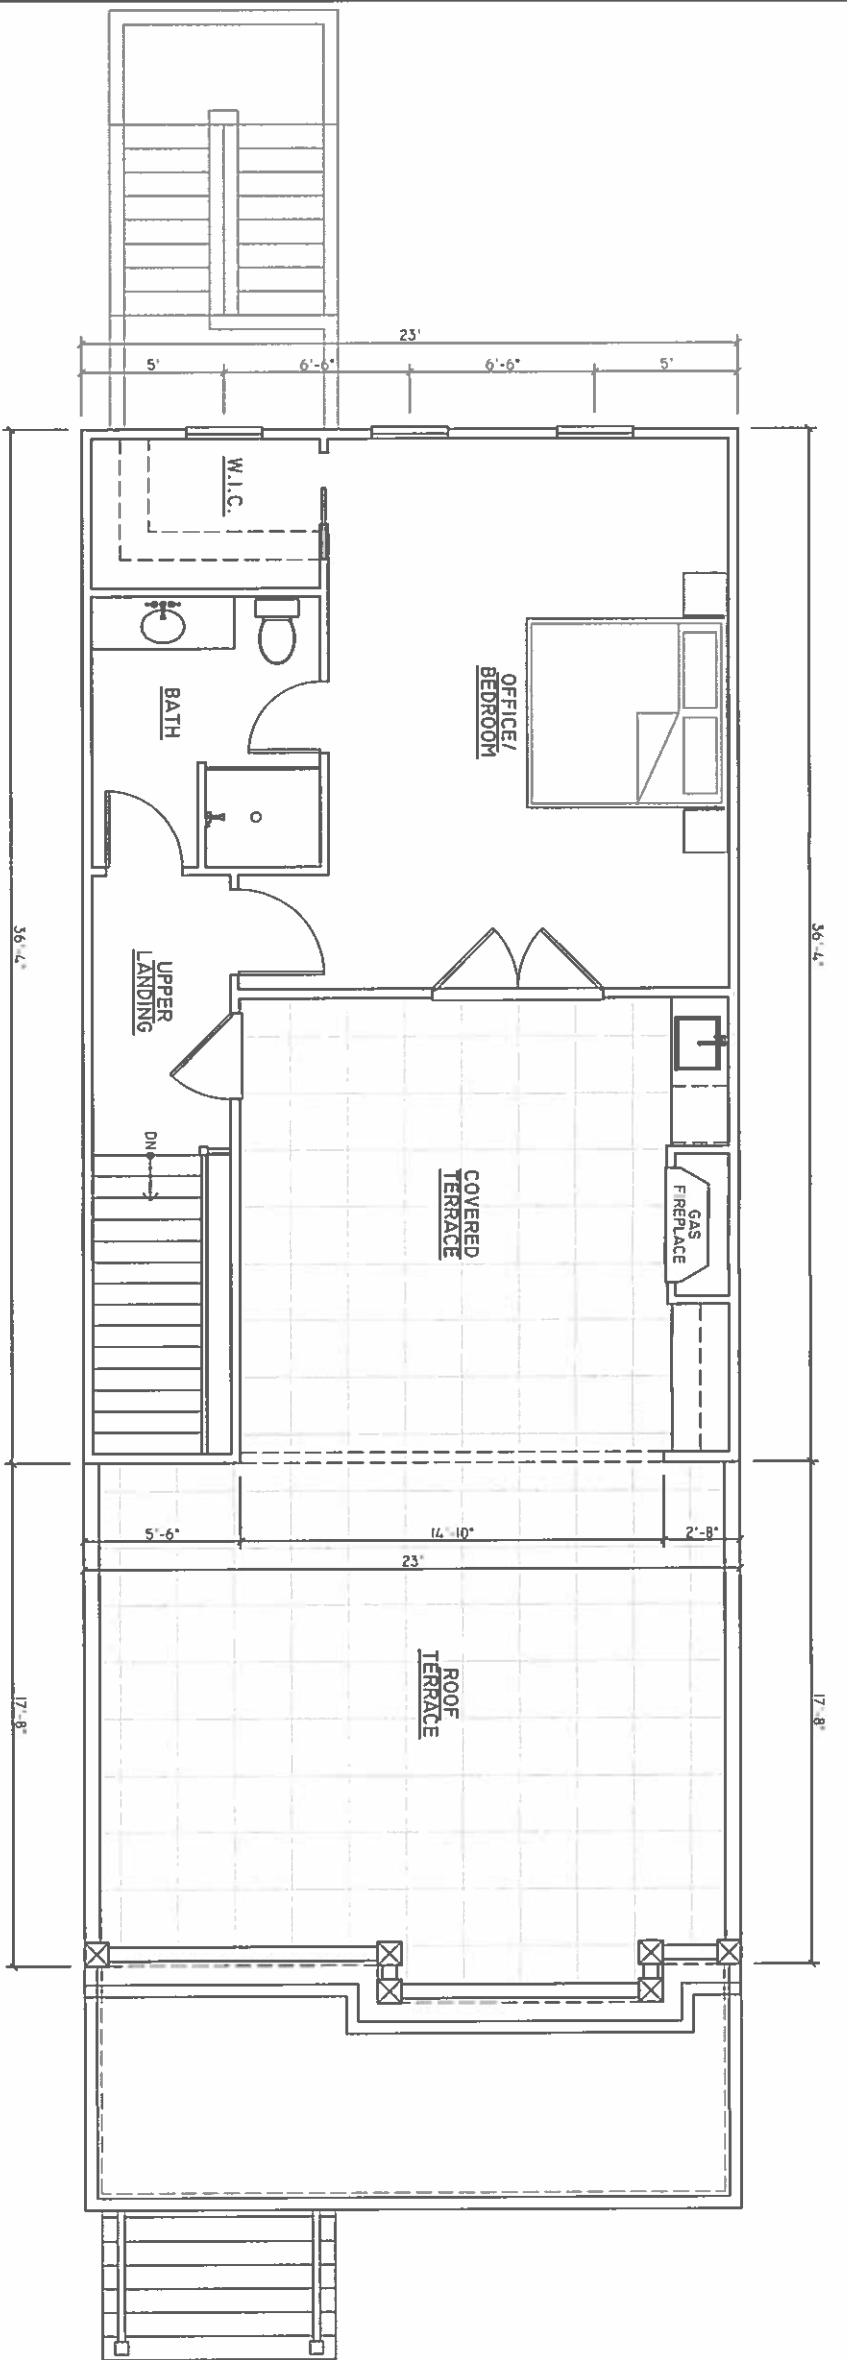 23'
5'
6'-6"
6'-6"
5'
W.I.C.
OFFICE/
BEDROOM
BATH
36'-4"
36'-4"
UPPER
LANDING
DN
COVERED
TERRACE
GAS
FIREPLACE
5'-6"
14'-10"
2'-8"
23'
ROOF
TERRACE
17'-8"
17'-8"